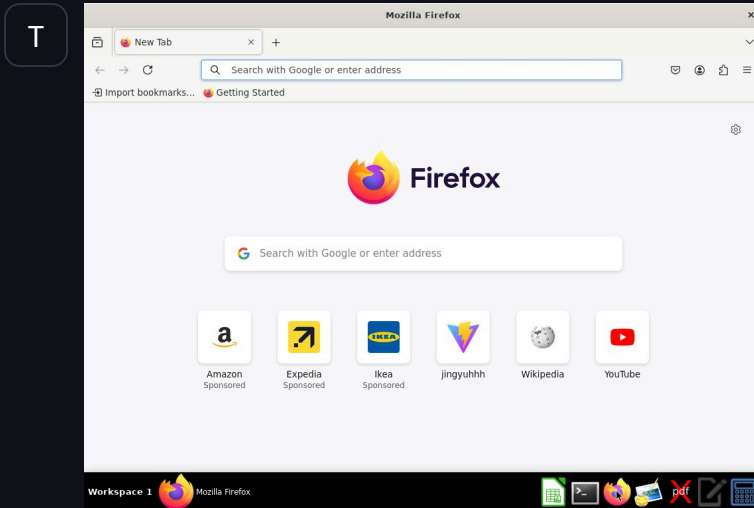 T
Mozilla Firefox
New Tab
Search with Google or enter address
Import bookmarks... Getting Started
Firefox
Search with Google or enter address
a IKEA
Amazon Expedia Ikea jingyuhhh Wikipedia YouTube
Sponsored Sponsored Sponsored
Workspace 1 Mozilla Firefox pdf